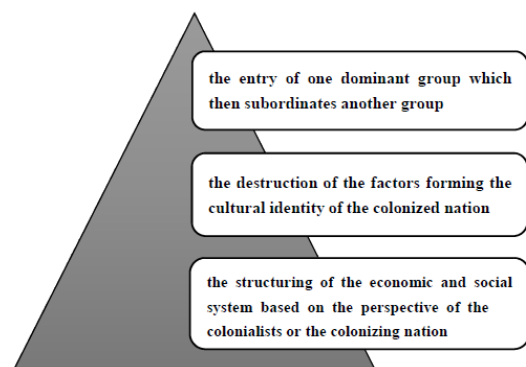 the entry of one dominant group which
then subordinates another group
the destruction of the factors forming the
cultural identity of the colonized nation
the structuring of the economic and social
system based on the perspective of the
colonialists or the colonizing nation